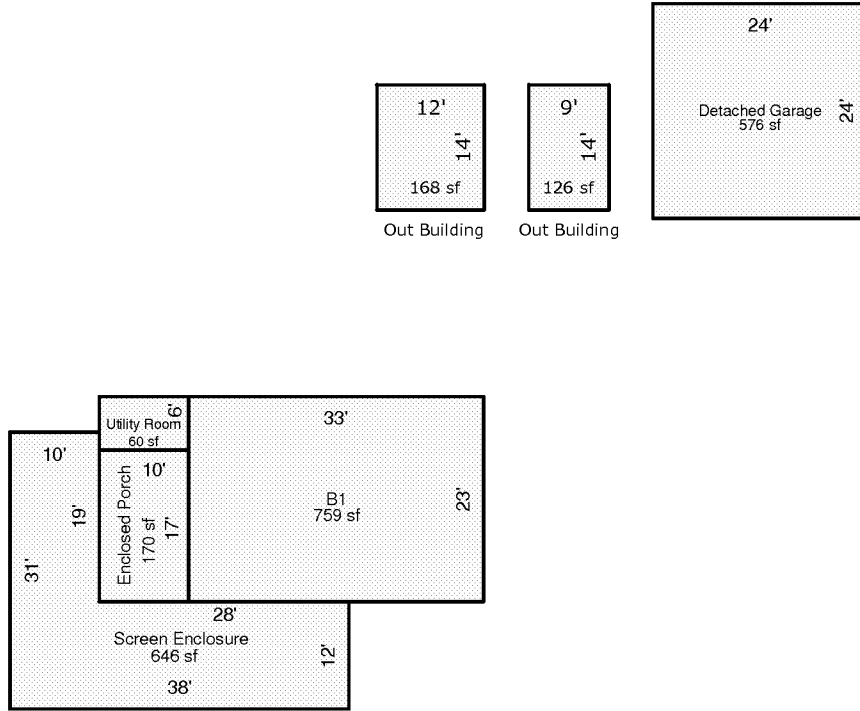 24'
Detached Garage
576 sf
24'
12'
14'
168 sf
Out Building
9'
14'
126 sf
Out Building
6'
Utility Room
60 sf
33'
B1
759 sf
23'
10'
19'
31'
10'
Enclosed Porch
170 sf
17'
28'
Screen Enclosure
646 sf
12'
38'